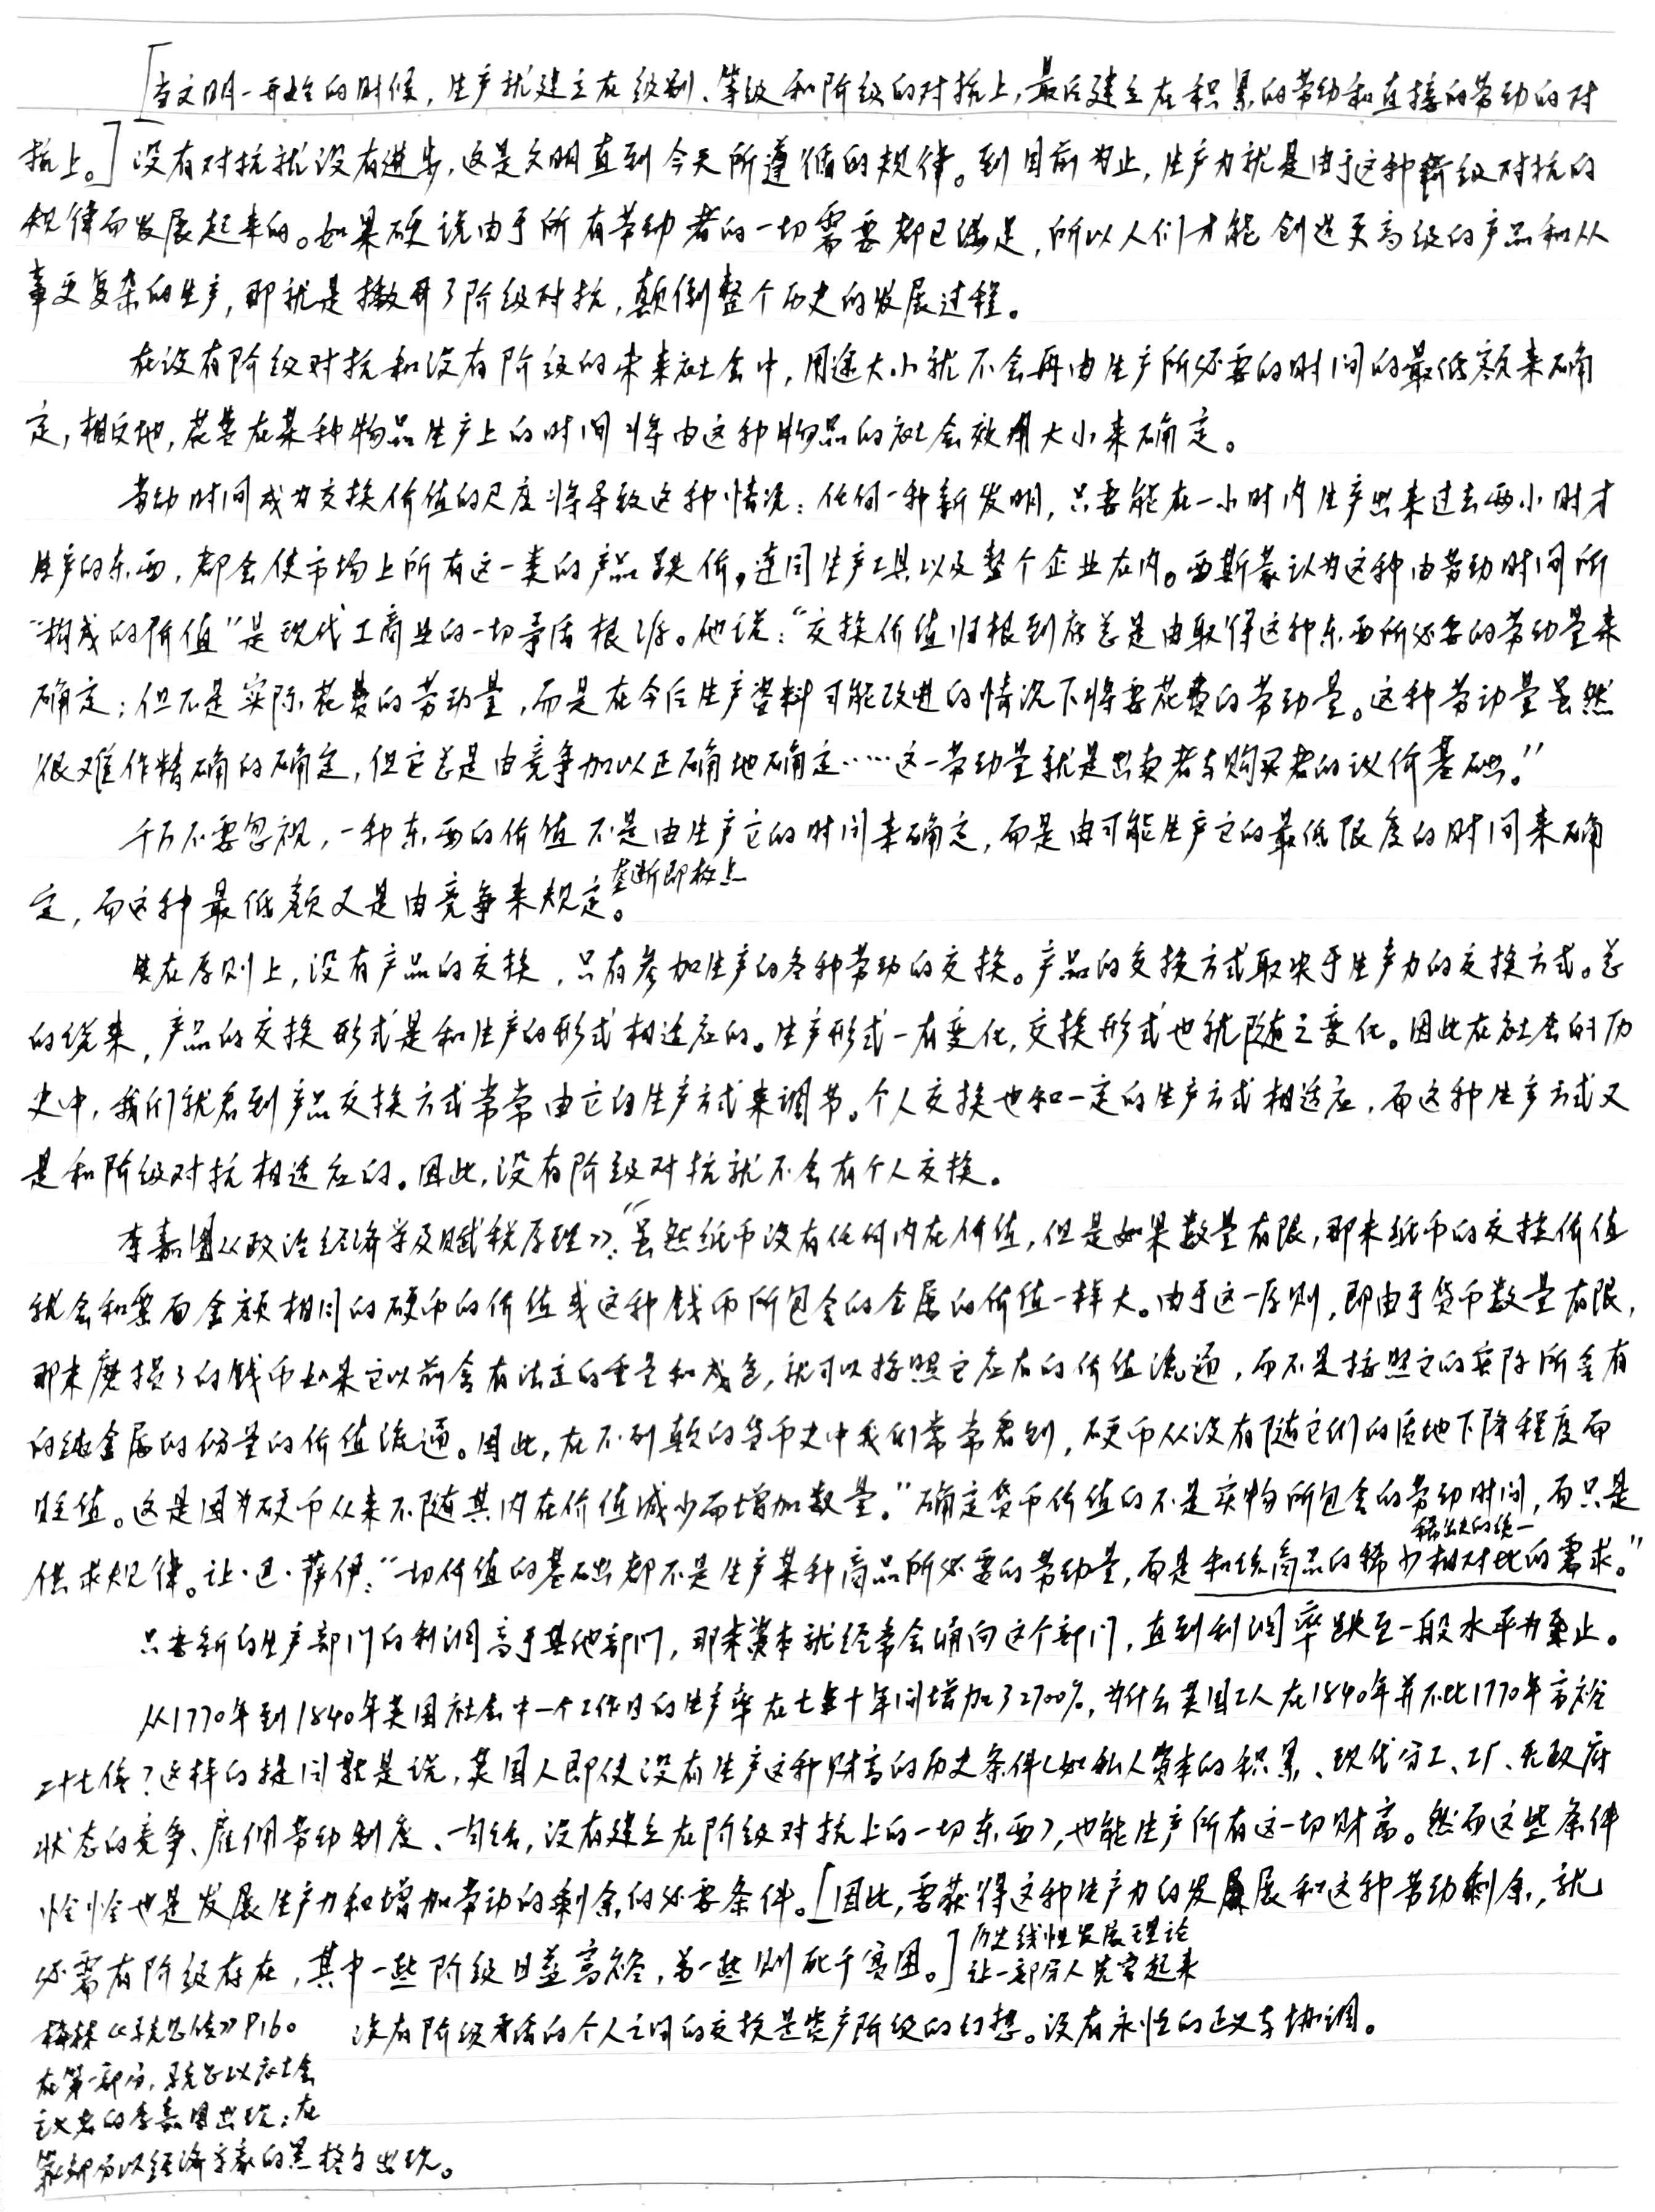 [当文明一开始的时候，生产就建立在级别、等级和阶级的对抗上，最后建立在积累的劳动和直接的劳动的对
抗上。]没有对抗就没有进步，这是文明直到今天所遵循的规律。到目前为止，生产力就是由于这种阶级对抗的
规律而发展起来的。如果硬说由于所有劳动者的一切需要都已满足，所以人们才能创造更高级的产品和从
事更复杂的生产，那就是撇开了阶级对抗，颠倒整个历史的发展过程。
在没有阶级对抗和没有阶级的未来社会中，用途大小就不会再由生产所必要的时间的最低额来确
定，相反地，花费在某种物品生产上的时间将由这种物品的社会效用大小来确定。
劳动时间成为交换价值的尺度将导致这种情况：任何一种新发明，只要能在一小时内生产出来过去两小时才
生产的东西，都会使市场上所有这一类的产品跌价，连同生产工具以及整个企业在内。西斯蒙认为这种由劳动时间所
“构成的价值”是现代工商业的一切矛盾根源。他说：“交换价值归根到底总是由取得这种东西所必要的劳动量来
确定；但不是实际花费的劳动量，而是在今后生产资料可能改进的情况下将要花费的劳动量。这种劳动量虽然
很难作精确的确定，但它总是由竞争加以正确地确定……这一劳动量就是出卖者与购买者的议价基础。”
千万不要忽视，一种东西的价值不是由生产它的时间来确定，而是由可能生产它的最低限度的时间来确
垄断即极点
定，而这种最低额又是由竞争来规定。
在原则上，没有产品的交换，只有参加生产的各种劳动的交换。产品的交换方式取决于生产力的交换方式。总
的说来，产品的交换形式是和生产的形式相适应的。生产形式一有变化，交换形式也就随之变化。因此在社会的历
史中，我们就看到产品交换方式常常由它的生产方式来调节。个人交换也和一定的生产方式相适应，而这种生产方式又
是和阶级对抗相适应的。因此，没有阶级对抗就不会有个人交换。
李嘉图《政治经济学及赋税原理》：“虽然纸币没有任何内在价值，但是如果数量有限，那末纸币的交换价值
就会和票面金额相同的硬币的价值或这种钱币所包含的金属的价值一样大。由于这一原则，即由于货币数量有限，
那末磨损了的钱币如果它以前含有法定的重量和成色，就可以按照它应有的价值流通，而不是按照它的实际所含有
的纯金属的份量的价值流通。因此，在不列颠的货币史中我们常常看到，硬币从没有随它们的质地下降程度而
贬值。这是因为硬币从来不随其内在价值减少而增加数量。”确定货币价值的不是实物所包含的劳动时间，而只是
稀缺的统一
供求规律。让·巴·萨伊：“一切价值的基础都不是生产某种商品所必要的劳动量，而是和该商品的稀少相对比的需求。”
只要新的生产部门的利润高于其他部门，那末资本就经常会涌向这个部门，直到利润率跌至一般水平为止。
从1770年到1840年英国社会中一个工作日的生产率在七十年间增加了2700%，为什么英国工人在1840年并不比1770年富裕
二十七倍？这样的提问就是说，英国人即使没有生产这种财富的历史条件（如私人资本的积累、现代分工、工厂、无政府
状态的竞争、雇佣劳动制度、一句话，没有建立在阶级对抗上的一切东西），也能生产所有这一切财富。然而这些条件
恰恰也是发展生产力和增加劳动的剩余的必要条件。[因此，要获得这种生产力的发展和这种劳动剩余，就
必需有阶级存在，其中一些阶级日益富裕，另一些则死于贫困。]历史线性发展理论
让一部分人先富起来
梅林《马克思传》P160 没有阶级矛盾的个人之间的交换是资产阶级的幻想。没有永恒的正义与协调。
在第一部分，马克思以社会
主义者的李嘉图出现；在
第二部分以经济学家的黑格尔出现。